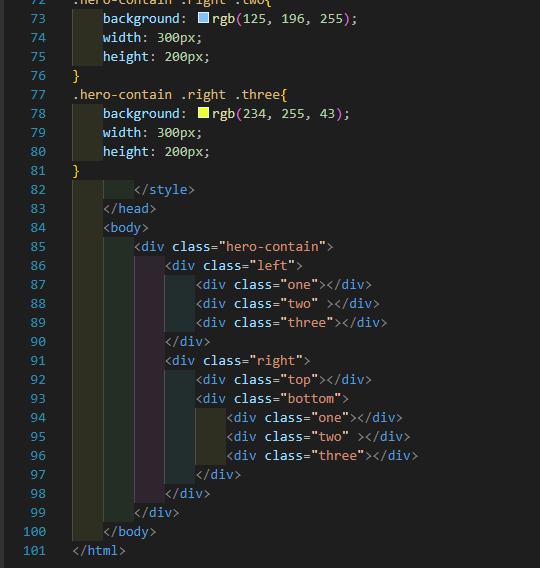 72 .hero-contain .right .two{
73 background: rgb(125, 196, 255);
74 width: 300px;
75 height: 200px;
76 }
77 .hero-contain .right .three{
78 background: rgb(234, 255, 43);
79 width: 300px;
80 height: 200px;
81 }
82 </style>
83 </head>
84 <body>
85 <div class="hero-contain">
86 <div class="left">
87 <div class="one"></div>
88 <div class="two" ></div>
89 <div class="three"></div>
90 </div>
91 <div class="right">
92 <div class="top"></div>
93 <div class="bottom">
94 <div class="one"></div>
95 <div class="two" ></div>
96 <div class="three"></div>
97 </div>
98 </div>
99 </div>
100 </body>
101 </html>